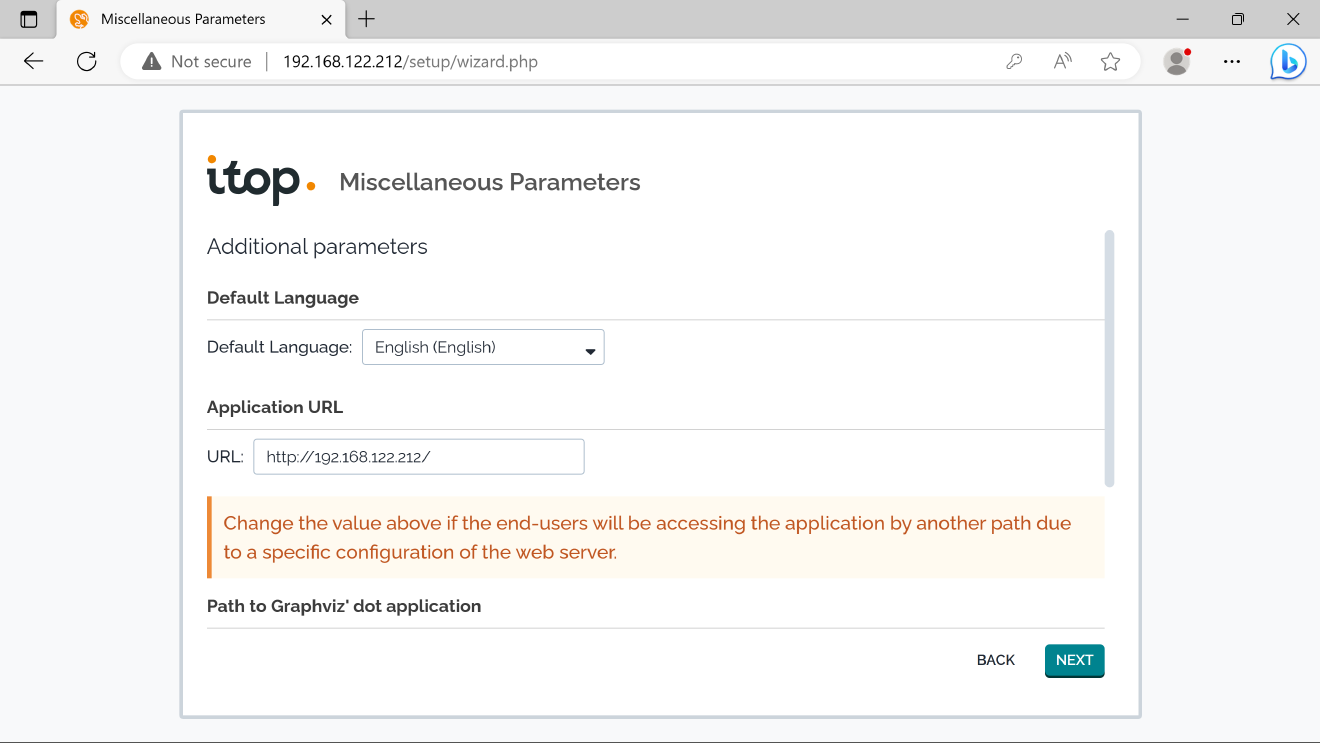 Miscellaneous Parameters
Not secure | 192.168.122.212/setup/wizard.php
itop. Miscellaneous Parameters
Additional parameters
Default Language
Default Language: English (English)
Application URL
URL: http://192.168.122.212/
Change the value above if the end-users will be accessing the application by another path due
to a specific configuration of the web server.
Path to Graphviz' dot application
BACK NEXT